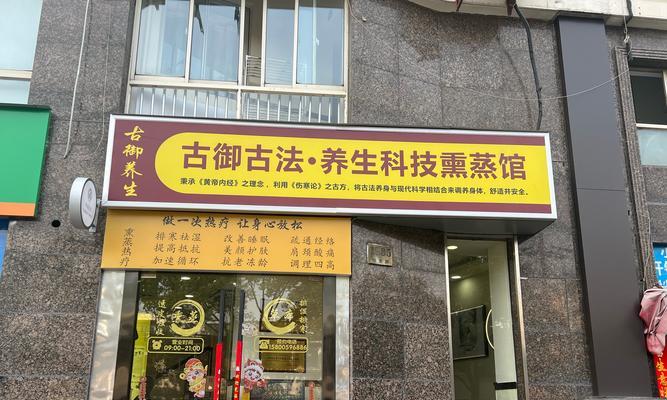 古御养生
古御古法·养生科技熏蒸馆
秉承《黄帝内经》之理念，利用《伤寒论》之古方，将古法养身与现代科学相结合来调养身体，舒适并安全。
做一次热疗 让身心放松
熏蒸热疗
排寒祛湿 改善睡眠 疏通经络
提高抵抗 美颜护肤 肩颈酸痛
加速循环 抗老冻龄 调理四高
营业时间
09:00-21:00
预约电话
15800596886